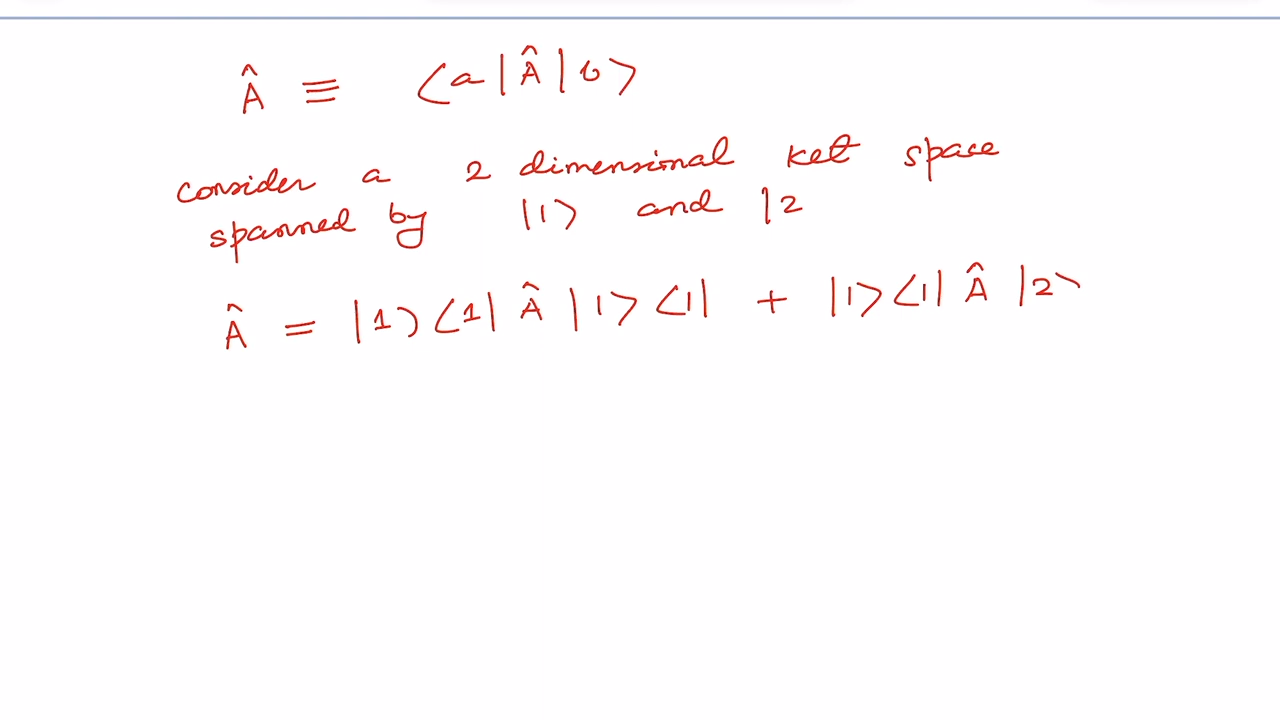 Â ≡ ⟨a|Â|b⟩
consider a 2 dimensional ket space
spanned by |1⟩ and |2
Â = |1⟩⟨1|Â|1⟩⟨1| + |1⟩⟨1|Â|2⟩